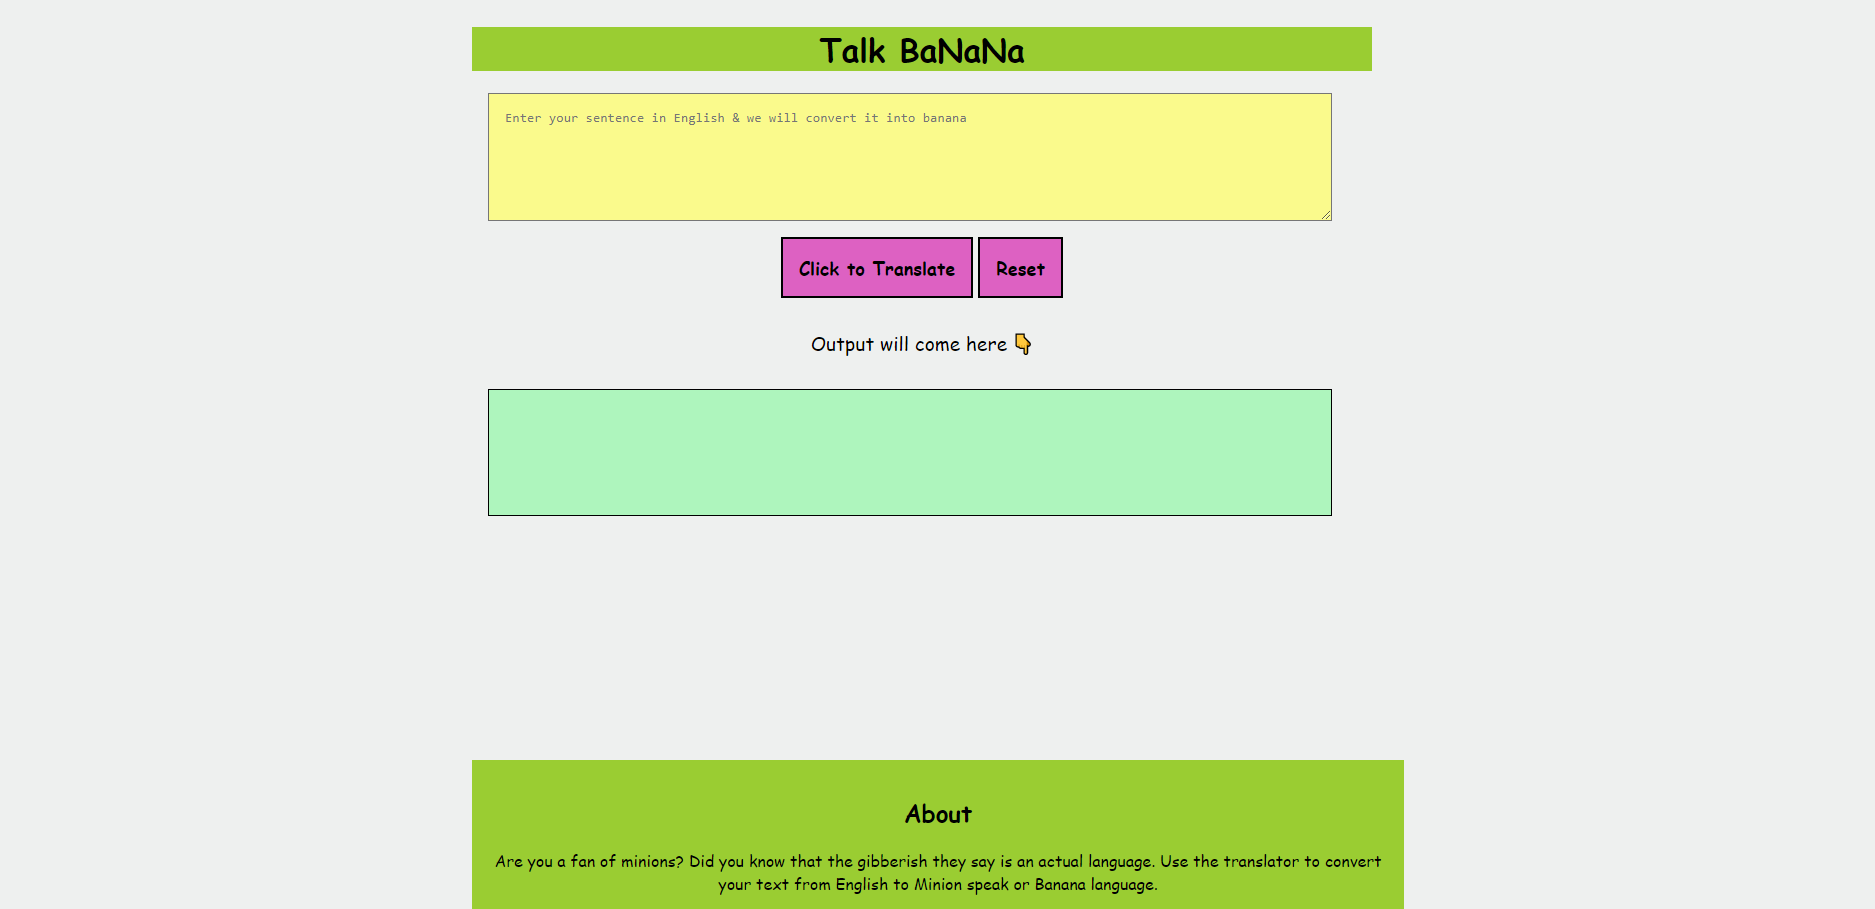 Talk BaNaNa
Enter your sentence in English & we will convert it into banana
Click to Translate
Reset
Output will come here 👇
About
Are you a fan of minions? Did you know that the gibberish they say is an actual language. Use the translator to convert
your text from English to Minion speak or Banana language.